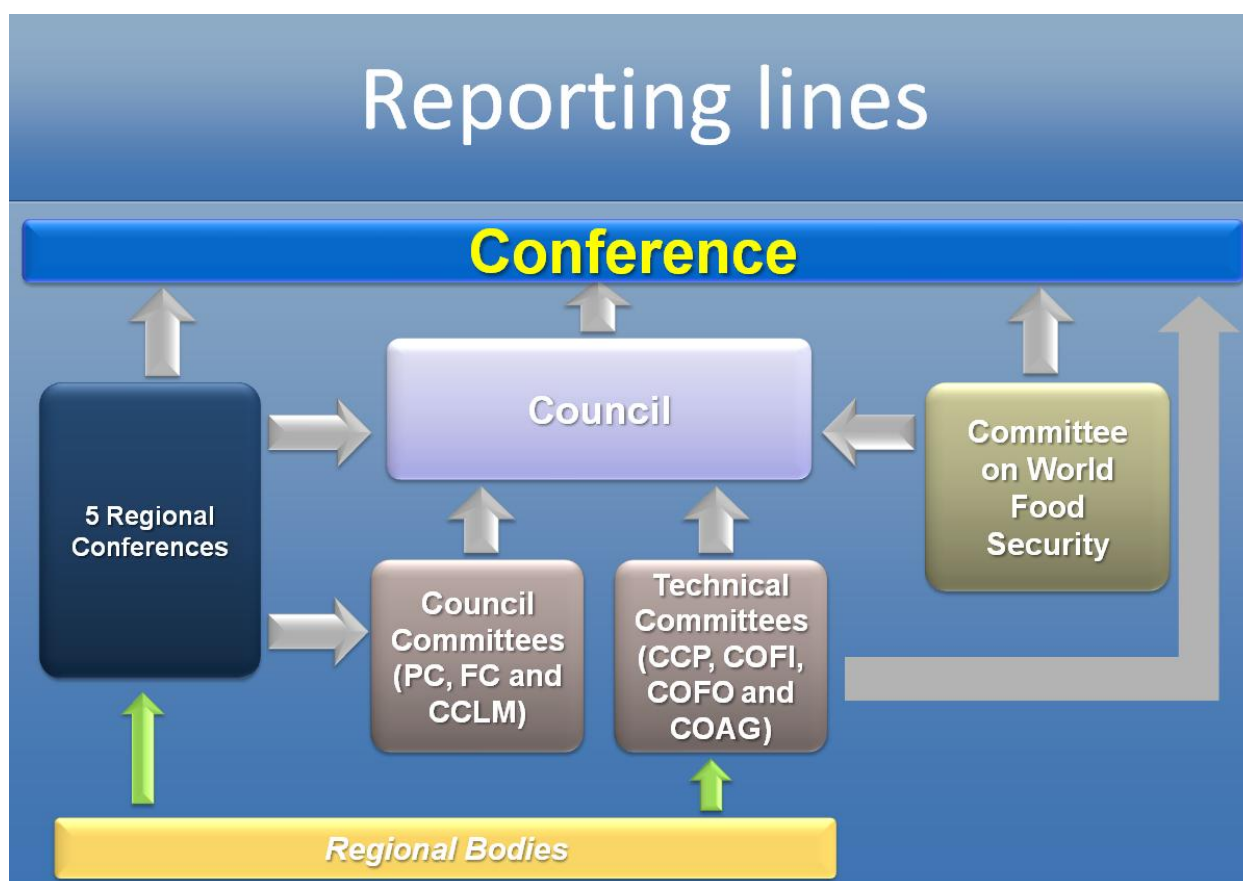 Reporting lines
Conference
Council
5 Regional
Conferences
Committee
on World
Food
Security
Council
Committees
(PC, FC and
CCLM)
Technical
Committees
(CCP, COFI,
COFO and
COAG)
Regional Bodies